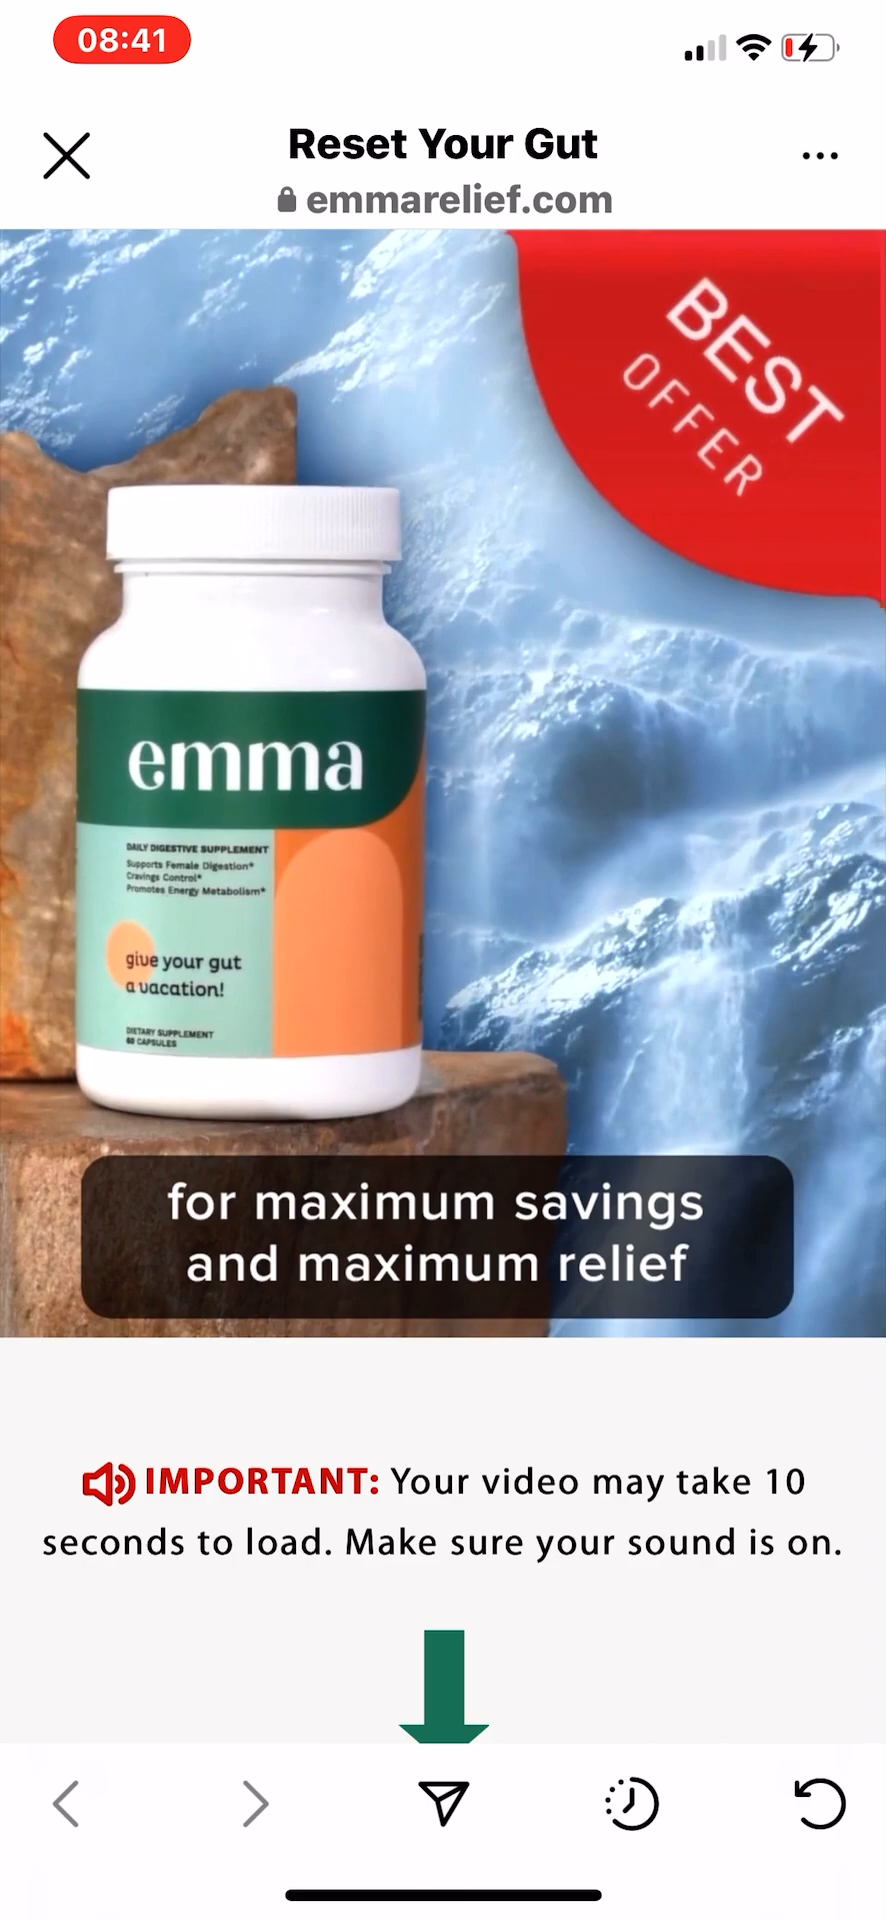 08:41
Reset Your Gut
emmarelief.com
BEST
OFFER
emma
DAILY DIGESTIVE SUPPLEMENT
Supports Female Digestion*
Cravings Control*
Promotes Energy Metabolism*
give your gut
a vacation!
DIETARY SUPPLEMENT
60 CAPSULES
for maximum savings
and maximum relief
IMPORTANT: Your video may take 10
seconds to load. Make sure your sound is on.